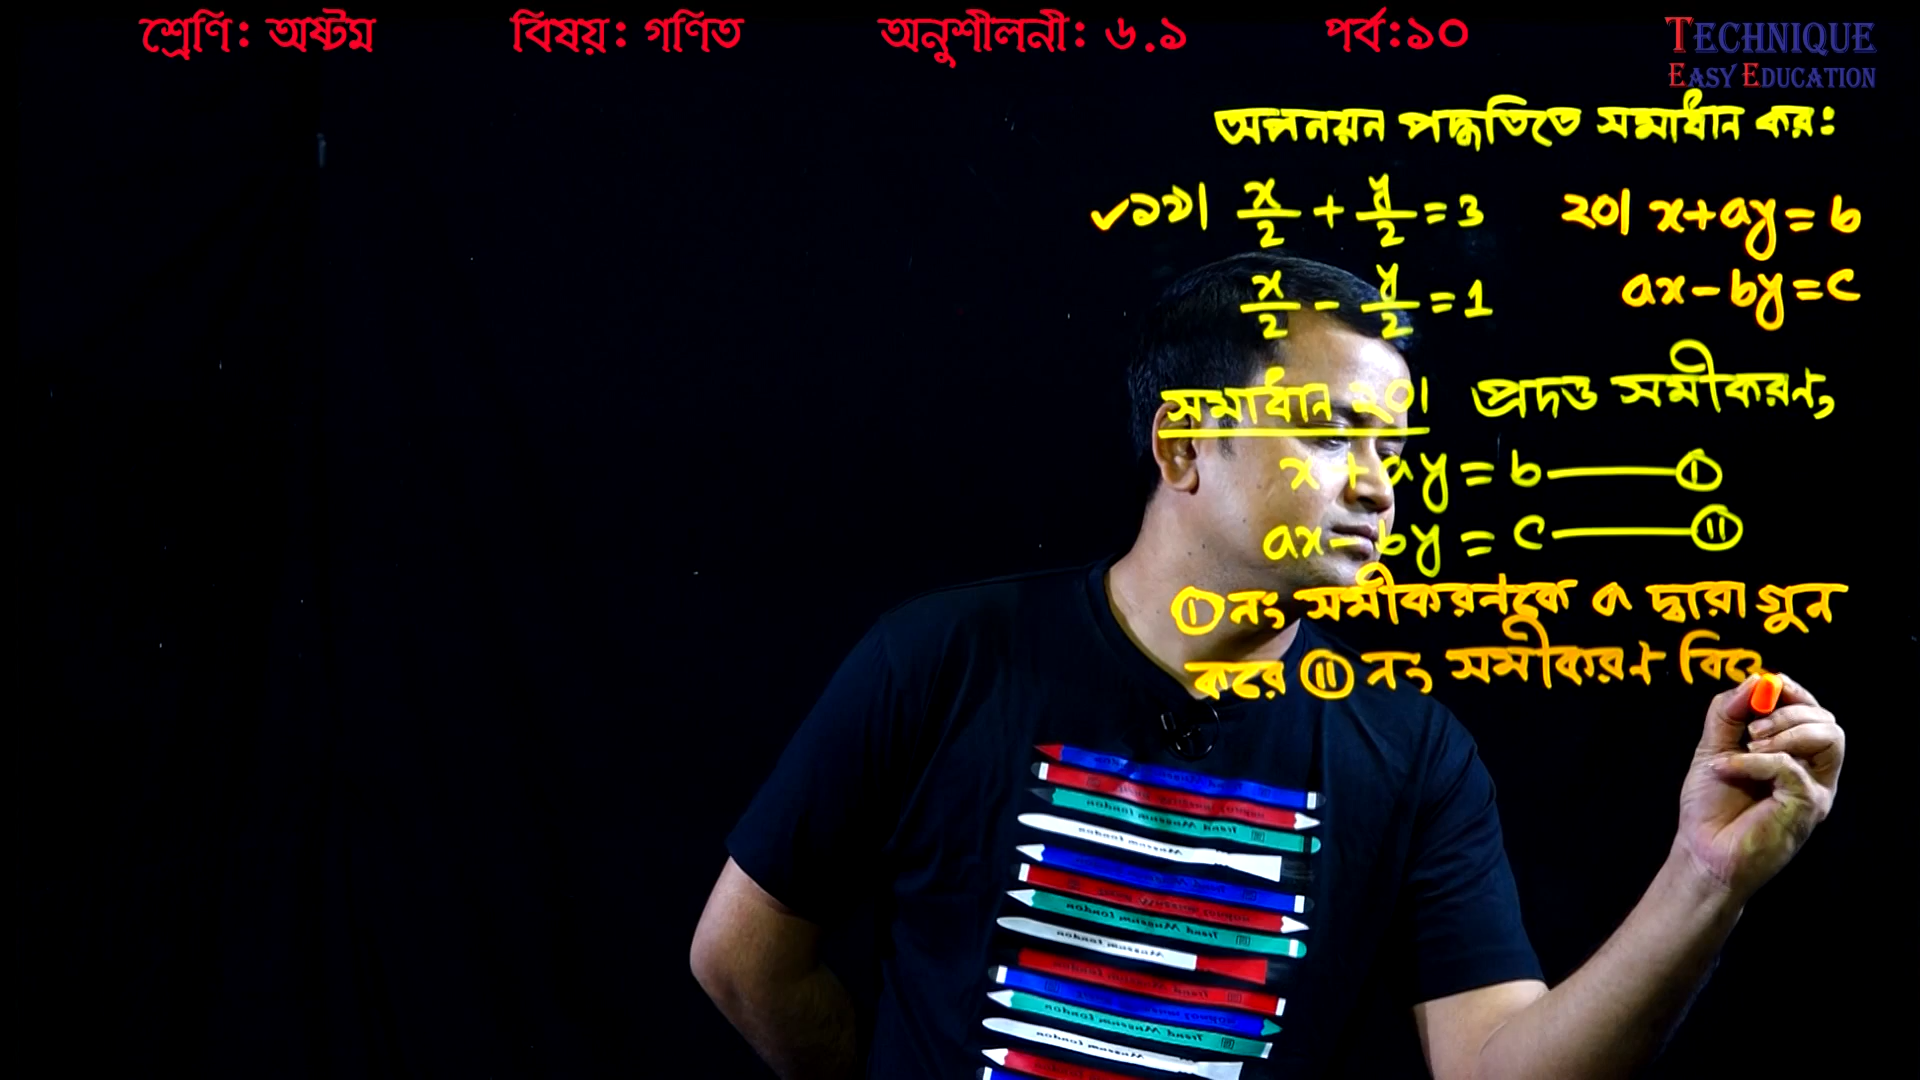 শ্রেণি: অষ্টম বিষয়: গণিত অনুশীলনী: ৬.১ পর্ব:১০
TECHNIQUE
EASY EDUCATION
অপনয়ন পদ্ধতিতে সমাধান কর:
✓১৯। x/2 + y/2 = 3 ২০। x+ay = b
x/2 - y/2 = 1 ax-by=c
সমাধান ২০। প্রদত্ত সমীকরণ,
x + ay = b —— (i)
ax - by = c —— (ii)
(i) নং সমীকরণকে a দ্বারা গুন
করে (ii) নং সমীকরণ